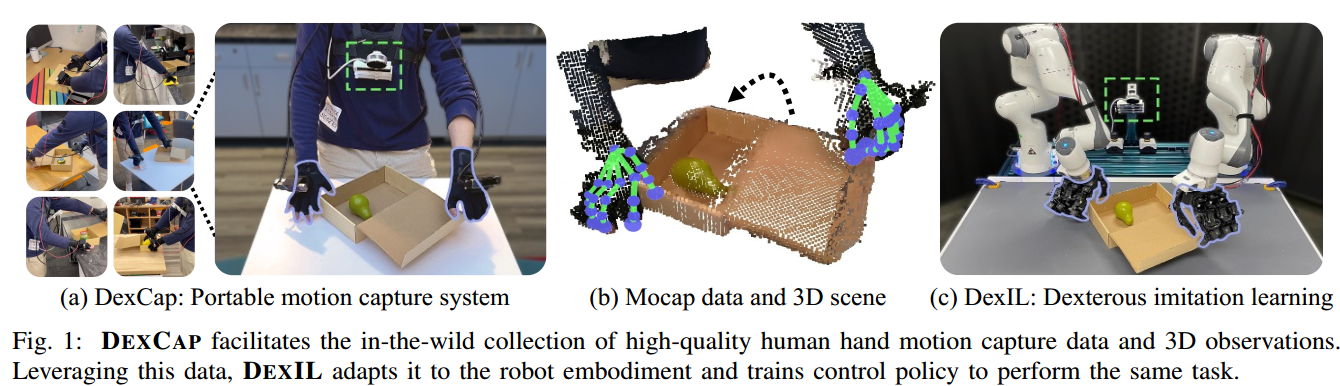 (a) DexCap: Portable motion capture system
(b) Mocap data and 3D scene
(c) DexIL: Dexterous imitation learning
Fig. 1: DEXCAP facilitates the in-the-wild collection of high-quality human hand motion capture data and 3D observations.
Leveraging this data, DEXIL adapts it to the robot embodiment and trains control policy to perform the same task.